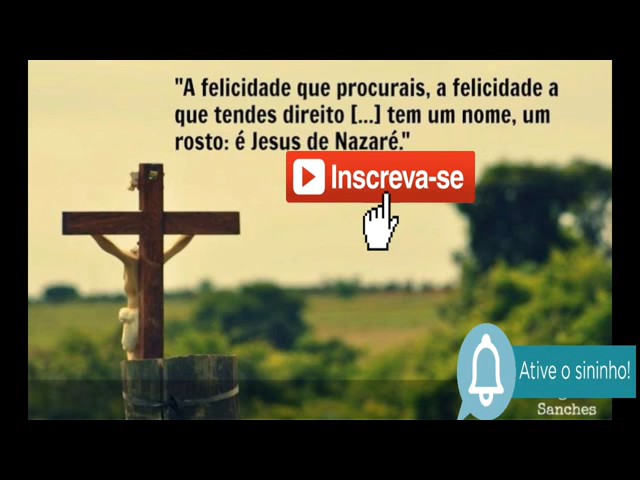 "A felicidade que procurais, a felicidade a
que tendes direito [...] tem um nome, um
rosto: é Jesus de Nazaré."
Inscreva-se
Ative o sininho!
Sanches